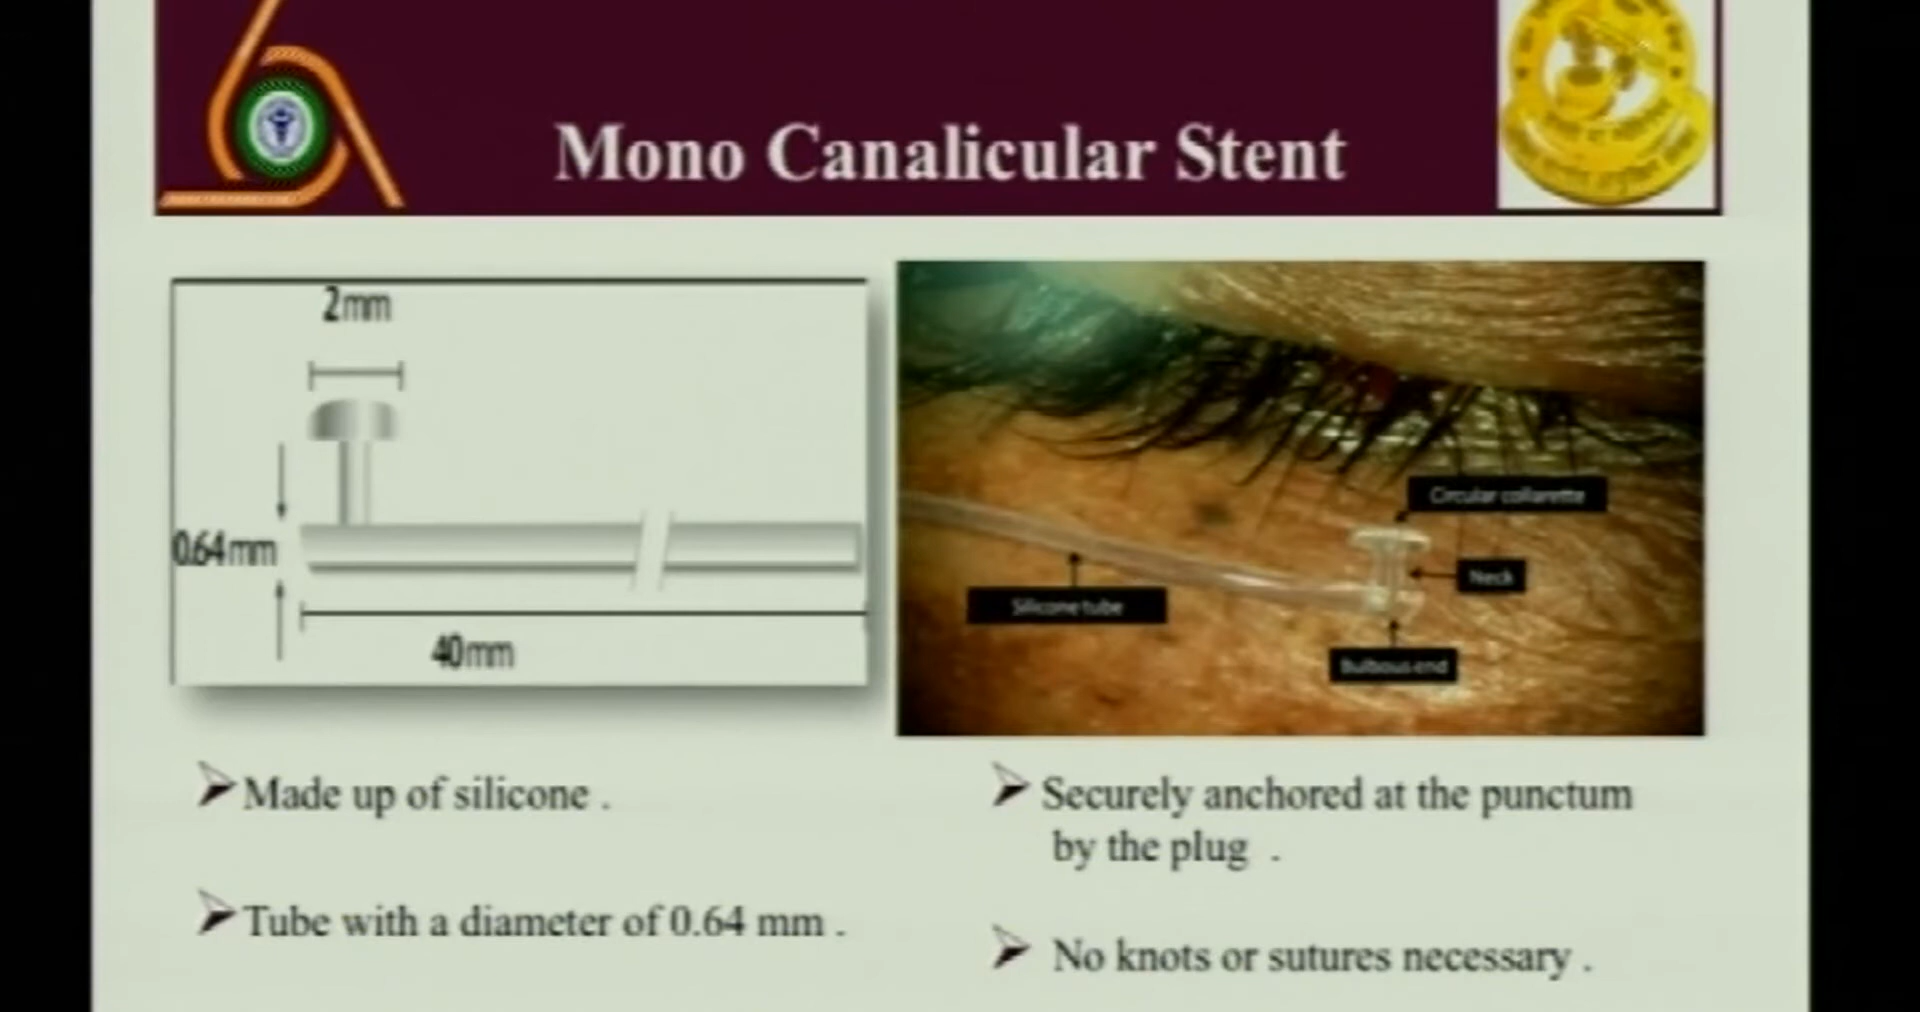 Mono Canalicular Stent
2mm
0.64mm
40mm
Circular collarette
Neck
Silicone tube
Bulbous end
➢Made up of silicone .
➢Tube with a diameter of 0.64 mm .
➢Securely anchored at the punctum
by the plug .
➢ No knots or sutures necessary .